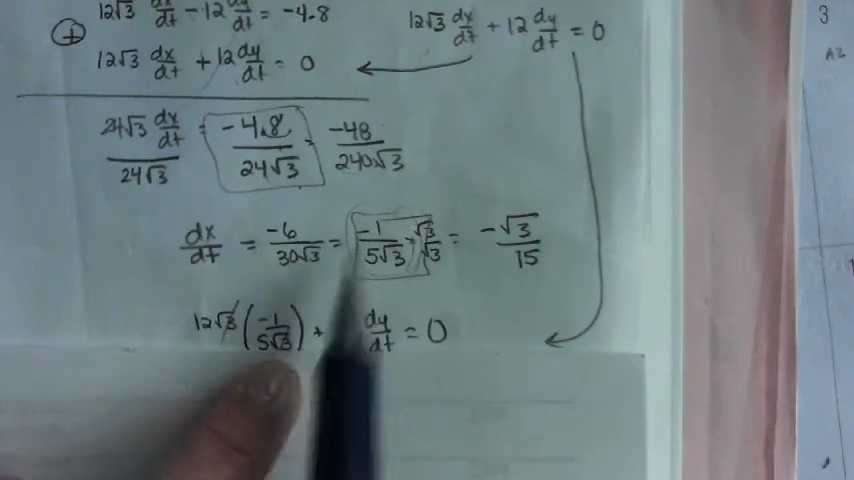 12√3 dx/dt - 12 dy/dt = -4.8
12√3 dx/dt + 12 dy/dt = 0
+
12√3 dx/dt + 12 dy/dt = 0
24√3 dx/dt / 24√3 = -4.8 / 24√3 = -48 / 240√3
dx/dt = -6 / 30√3 = -1 / 5√3 · √3 / √3 = -√3 / 15
12√3 (-1 / 5√3) + dy/dt = 0
3